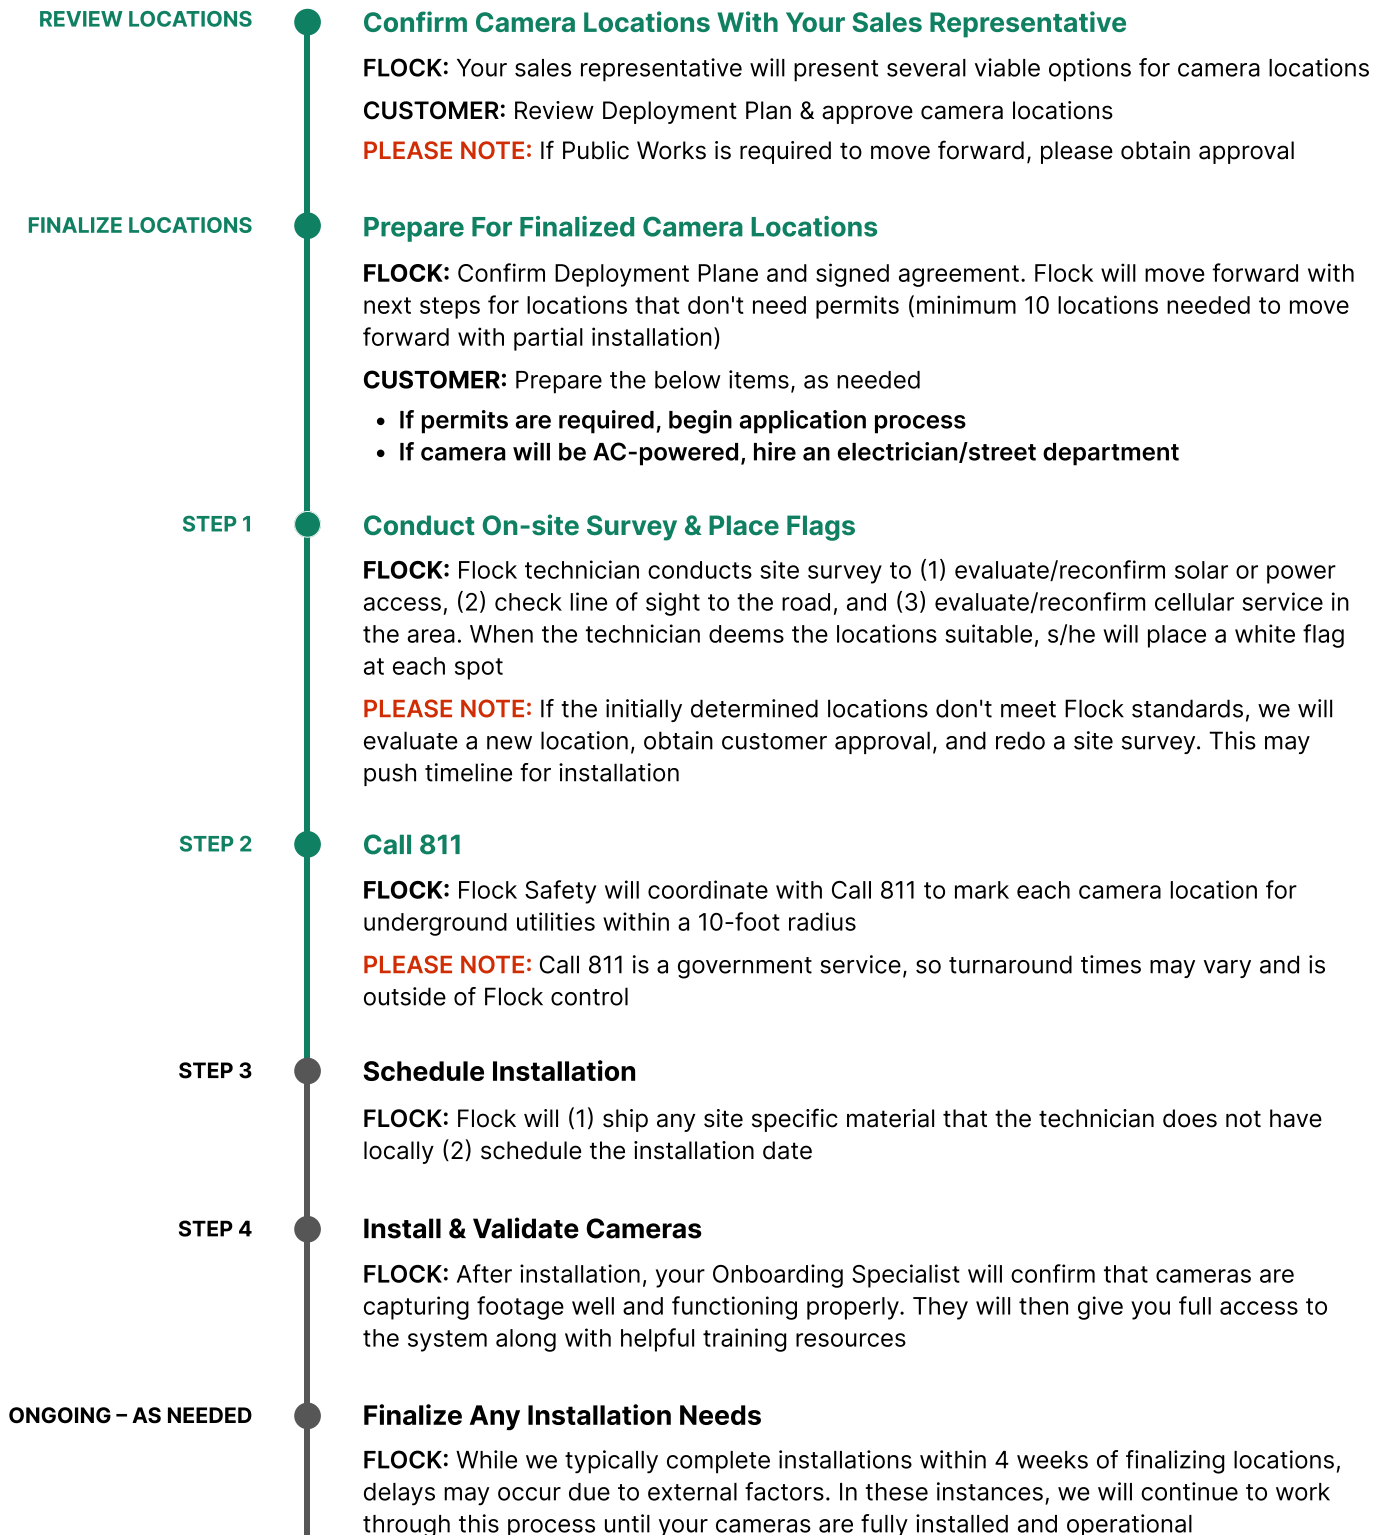 REVIEW LOCATIONS
Confirm Camera Locations With Your Sales Representative
FLOCK: Your sales representative will present several viable options for camera locations
CUSTOMER: Review Deployment Plan & approve camera locations
PLEASE NOTE: If Public Works is required to move forward, please obtain approval
FINALIZE LOCATIONS
Prepare For Finalized Camera Locations
FLOCK: Confirm Deployment Plane and signed agreement. Flock will move forward with
next steps for locations that don't need permits (minimum 10 locations needed to move
forward with partial installation)
CUSTOMER: Prepare the below items, as needed
• If permits are required, begin application process
• If camera will be AC-powered, hire an electrician/street department
STEP 1
Conduct On-site Survey & Place Flags
FLOCK: Flock technician conducts site survey to (1) evaluate/reconfirm solar or power
access, (2) check line of sight to the road, and (3) evaluate/reconfirm cellular service in
the area. When the technician deems the locations suitable, s/he will place a white flag
at each spot
PLEASE NOTE: If the initially determined locations don't meet Flock standards, we will
evaluate a new location, obtain customer approval, and redo a site survey. This may
push timeline for installation
STEP 2
Call 811
FLOCK: Flock Safety will coordinate with Call 811 to mark each camera location for
underground utilities within a 10-foot radius
PLEASE NOTE: Call 811 is a government service, so turnaround times may vary and is
outside of Flock control
STEP 3
Schedule Installation
FLOCK: Flock will (1) ship any site specific material that the technician does not have
locally (2) schedule the installation date
STEP 4
Install & Validate Cameras
FLOCK: After installation, your Onboarding Specialist will confirm that cameras are
capturing footage well and functioning properly. They will then give you full access to
the system along with helpful training resources
ONGOING – AS NEEDED
Finalize Any Installation Needs
FLOCK: While we typically complete installations within 4 weeks of finalizing locations,
delays may occur due to external factors. In these instances, we will continue to work
through this process until your cameras are fully installed and operational